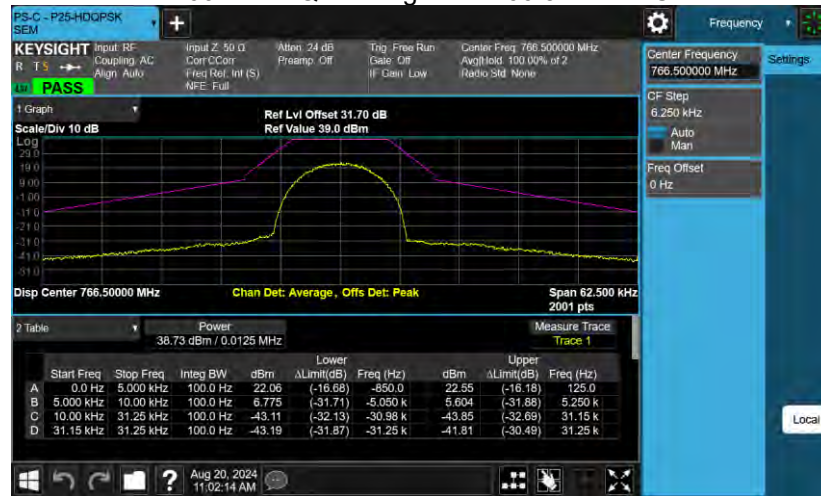 PS-C - P25-HDQPSK
SEM
Frequency
KEYSIGHT Input: RF Input Z: 50 Ω Atten: 24 dB Trig: Free Run Center Freq: 766.500000 MHz
R T S Coupling: AC Corr CCorr Preamp: Off Gate: Off Avg|Hold: 100.00% of 2
Align: Auto Freq Ref: Int (S) IF Gain: Low Radio Std: None
NFE: Full
PASS
Center Frequency
766.500000 MHz
Settings
CF Step
6.250 kHz
Auto
Man
Freq Offset
0 Hz
1 Graph
Scale/Div 10 dB
Ref Lvl Offset 31.70 dB
Ref Value 39.0 dBm
Log
29.0
19.0
9.00
-1.00
-11.0
-21.0
-31.0
-41.0
-51.0
Disp Center 766.50000 MHz Chan Det: Average, Offs Det: Peak Span 62.500 kHz
2001 pts
2 Table
Power
38.73 dBm / 0.0125 MHz
Measure Trace
Trace 1
Lower Upper
Start Freq Stop Freq Integ BW dBm ΔLimit(dB) Freq (Hz) dBm ΔLimit(dB) Freq (Hz)
A 0.0 Hz 5.000 kHz 100.0 Hz 22.06 (-16.68) -850.0 22.55 (-16.18) 125.0
B 5.000 kHz 10.00 kHz 100.0 Hz 6.775 (-31.71) -5.050 k 5.604 (-31.88) 5.250 k
C 10.00 kHz 31.25 kHz 100.0 Hz -43.11 (-32.13) -30.98 k -43.85 (-32.69) 31.15 k
D 31.15 kHz 31.25 kHz 100.0 Hz -43.19 (-31.87) -31.25 k -41.81 (-30.49) 31.25 k
Local
Aug 20, 2024
11:02:14 AM